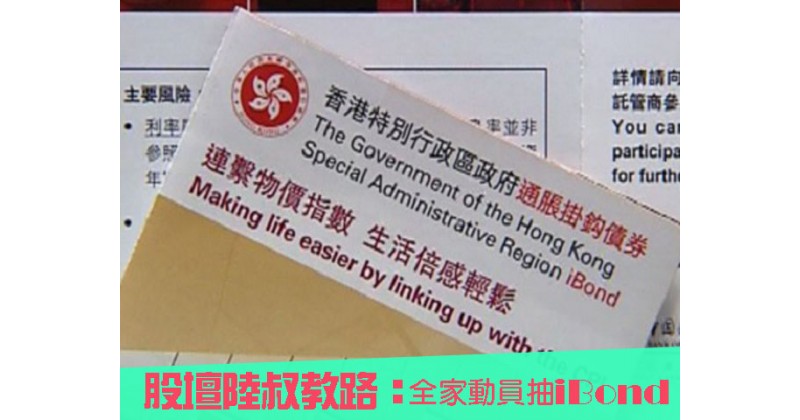 主要風險
參照
詳情請向
託管商參
You can
participa
for furthe
香港特別行政區政府通脹掛鈎債券
The Government of the Hong Kong
Special Administrative Region iBond
連繫物價指數 生活倍感輕鬆
Making life easier by linking up with
股壇陸叔教路：全家動員抽iBond